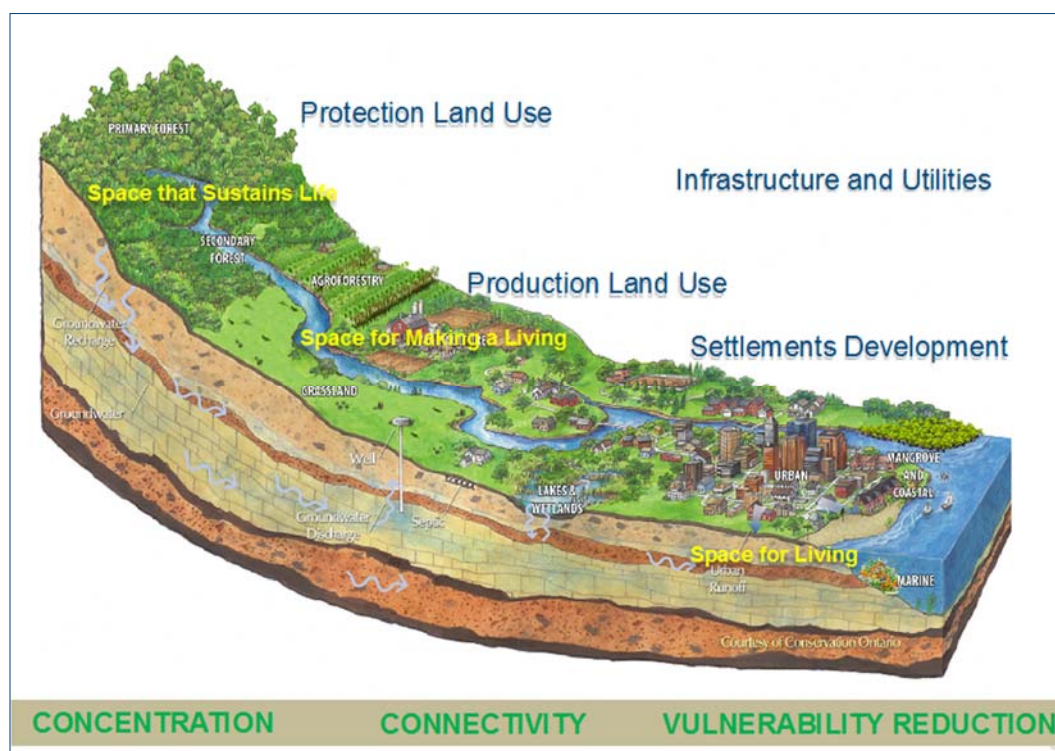 Protection Land Use
PRIMARY FOREST
Infrastructure and Utilities
Space that Sustains Life
SECONDARY
FOREST
AGROFORESTRY
Production Land Use
Groundwater
Recharge
Space for Making a Living
Settlements Development
GRASSLAND
Groundwater
Well
MANGROVE
AND
COASTAL
URBAN
LAKES &
WETLANDS
Groundwater
Discharge
Septic
Space for Living
Urban
Runoff
MARINE
Courtesy of Conservation Ontario
CONCENTRATION CONNECTIVITY VULNERABILITY REDUCTION